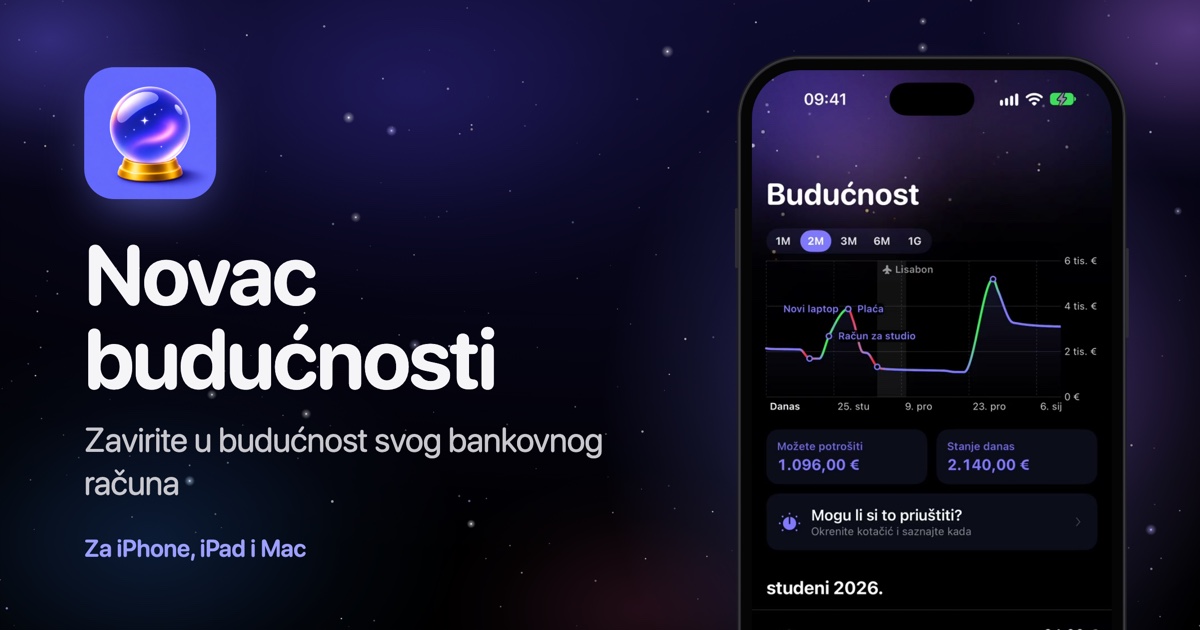 Novac
budućnosti
Zavirite u budućnost svog bankovnog
računa
Za iPhone, iPad i Mac
09:41
Budućnost
1M 2M 3M 6M 1G
6 tis. €
Lisabon
4 tis. €
Novi laptop
Plaća
Račun za studio
2 tis. €
0 €
Danas 25. stu 9. pro 23. pro 6. sij
Možete potrošiti
1.096,00 €
Stanje danas
2.140,00 €
Mogu li si to priuštiti?
Okrenite kotačić i saznajte kada
studeni 2026.